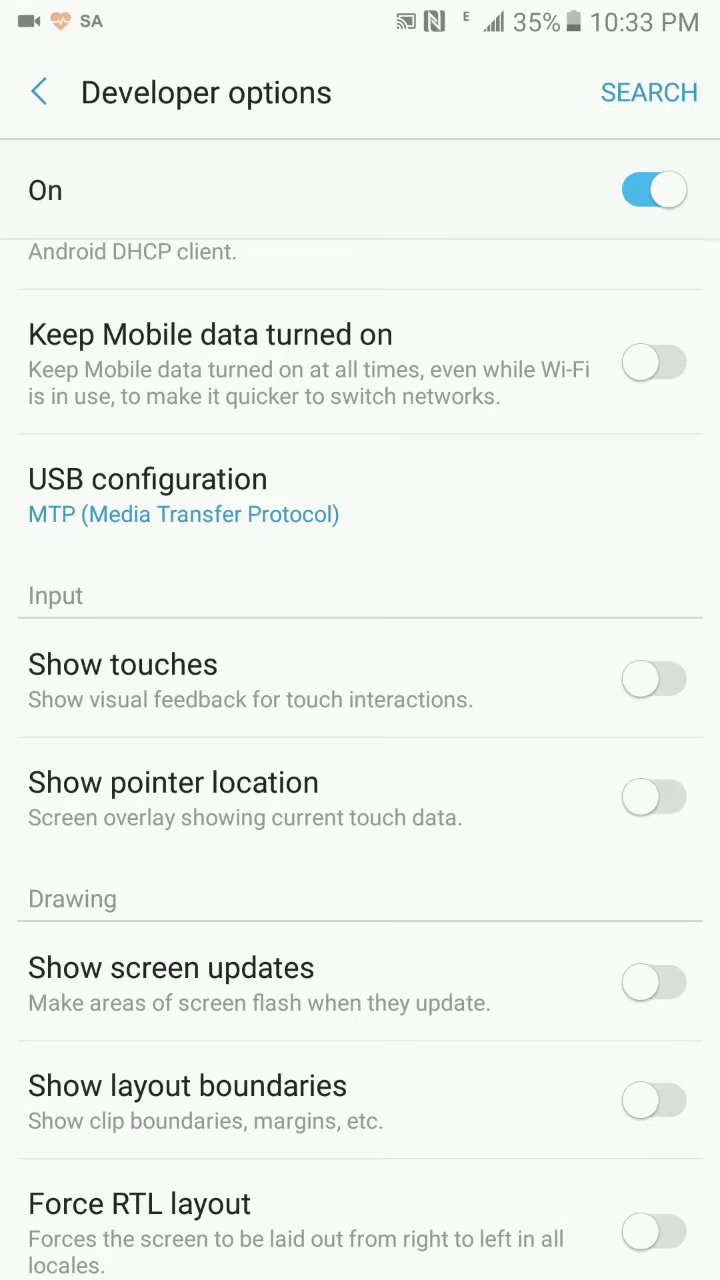 SA E 35% 10:33 PM
Developer options SEARCH
On
Android DHCP client.
Keep Mobile data turned on
Keep Mobile data turned on at all times, even while Wi-Fi
is in use, to make it quicker to switch networks.
USB configuration
MTP (Media Transfer Protocol)
Input
Show touches
Show visual feedback for touch interactions.
Show pointer location
Screen overlay showing current touch data.
Drawing
Show screen updates
Make areas of screen flash when they update.
Show layout boundaries
Show clip boundaries, margins, etc.
Force RTL layout
Forces the screen to be laid out from right to left in all
locales.